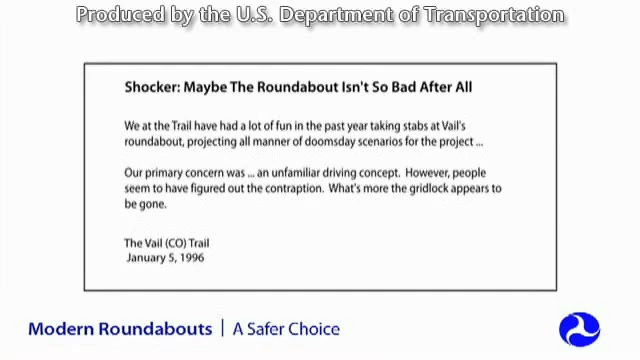 Produced by the U.S. Department of Transportation
Shocker: Maybe The Roundabout Isn't So Bad After All
We at the Trail have had a lot of fun in the past year taking stabs at Vail's
roundabout, projecting all manner of doomsday scenarios for the project ...
Our primary concern was ... an unfamiliar driving concept. However, people
seem to have figured out the contraption. What's more the gridlock appears to
be gone.
The Vail (CO) Trail
January 5, 1996
Modern Roundabouts | A Safer Choice